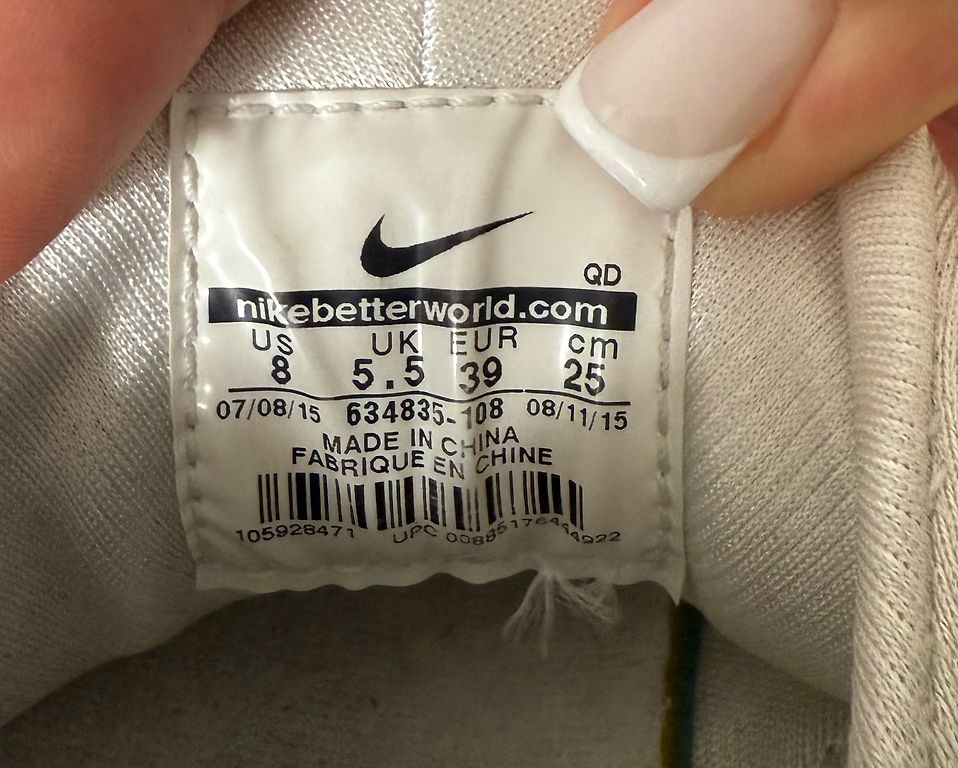 QD
nikebetterworld.com
US UK EUR cm
8 5.5 39 25
07/08/15 634835-108 08/11/15
MADE IN CHINA
FABRIQUE EN CHINE
105928471 UPC